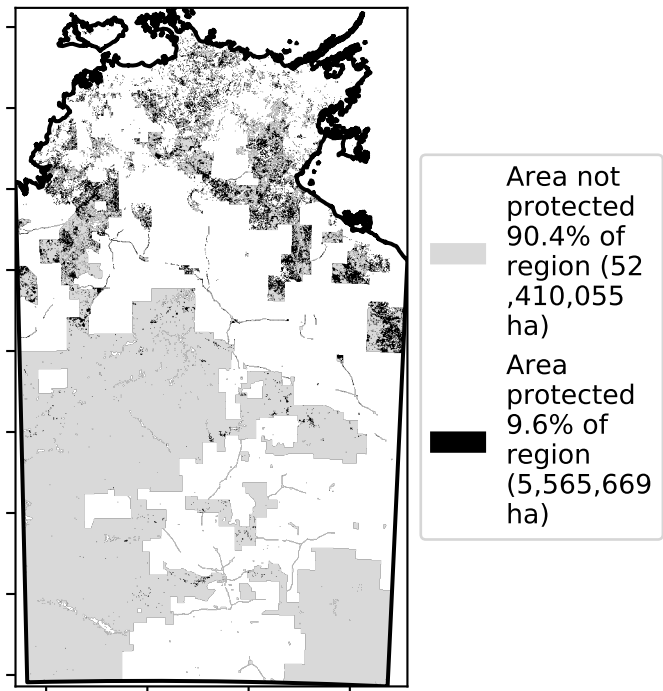 Area not
protected
90.4% of
region (52
,410,055
ha)
Area
protected
9.6% of
region
(5,565,669
ha)